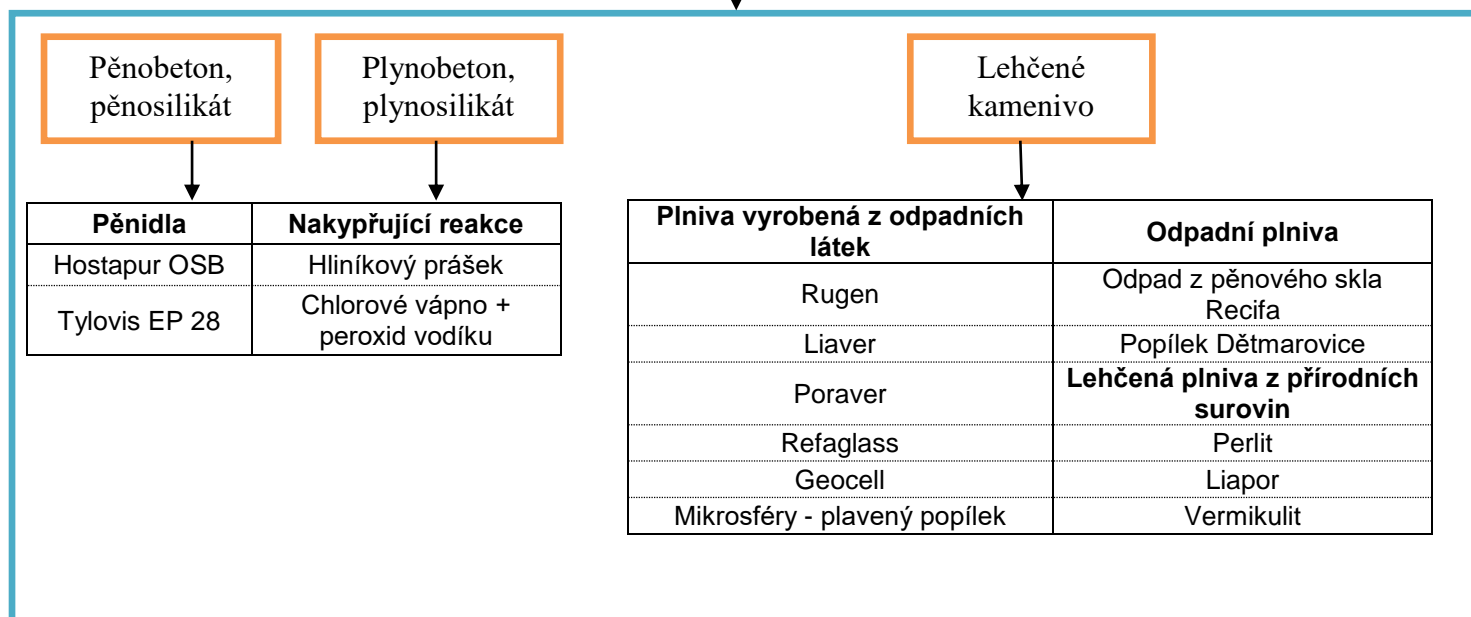 Pěnobeton,
pěnosilikát
Plynobeton,
plynosilikát
Lehčené
kamenivo
Pěnidla
Nakypřující reakce
Hostapur OSB
Hliníkový prášek
Tylovis EP 28
Chlorové vápno +
peroxid vodíku
Plniva vyrobená z odpadních
látek
Odpadní plniva
Rugen
Odpad z pěnového skla
Recifa
Liaver
Popílek Dětmarovice
Poraver
Lehčená plniva z přírodních
surovin
Refaglass
Perlit
Geocell
Liapor
Mikrosféry - plavený popílek
Vermikulit